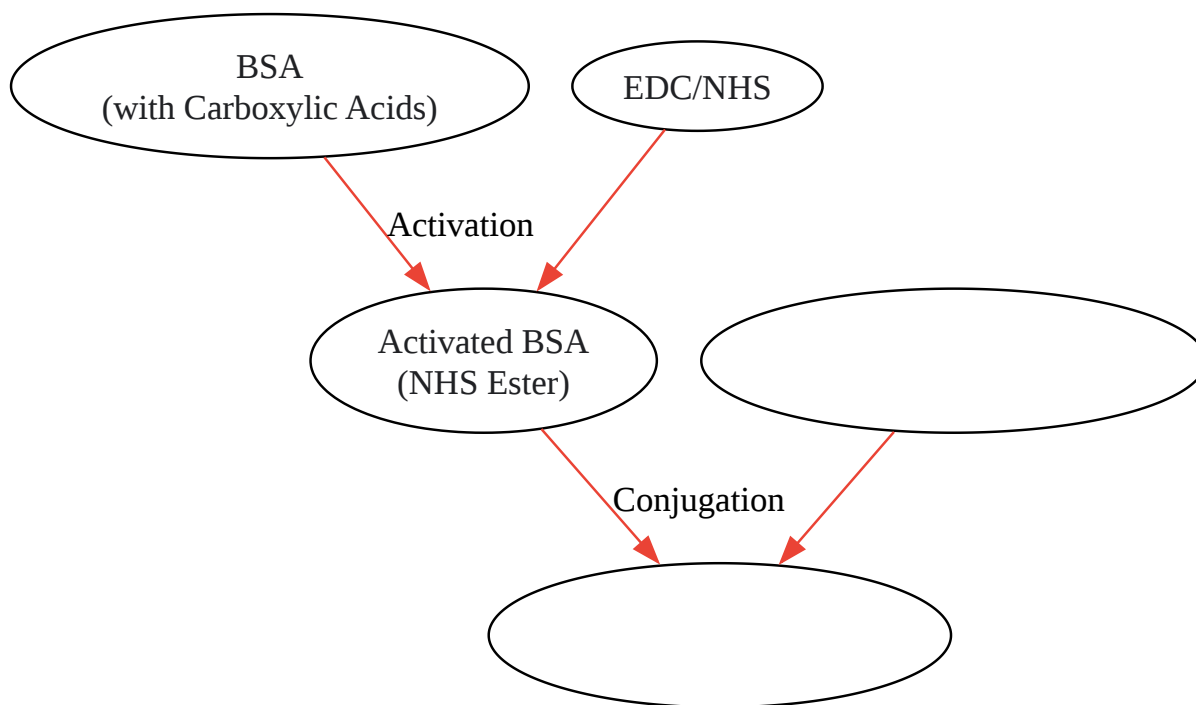 BSA
(with Carboxylic Acids)
EDC/NHS
Activation
Activated BSA
(NHS Ester)
Conjugation